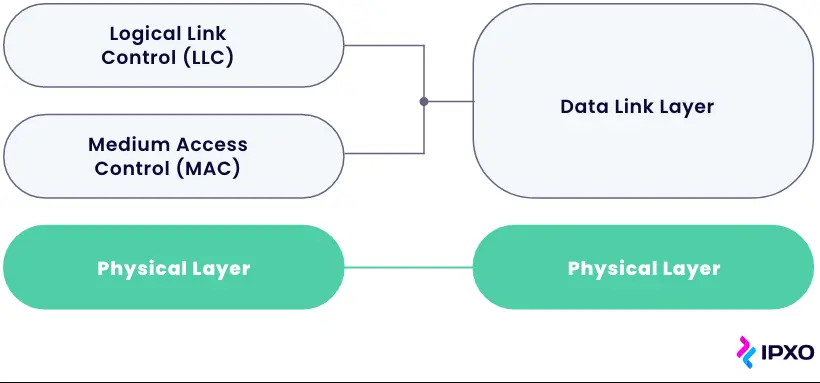 Logical Link
Control (LLC)
Data Link Layer
Medium Access
Control (MAC)
Physical Layer
Physical Layer
IPXO